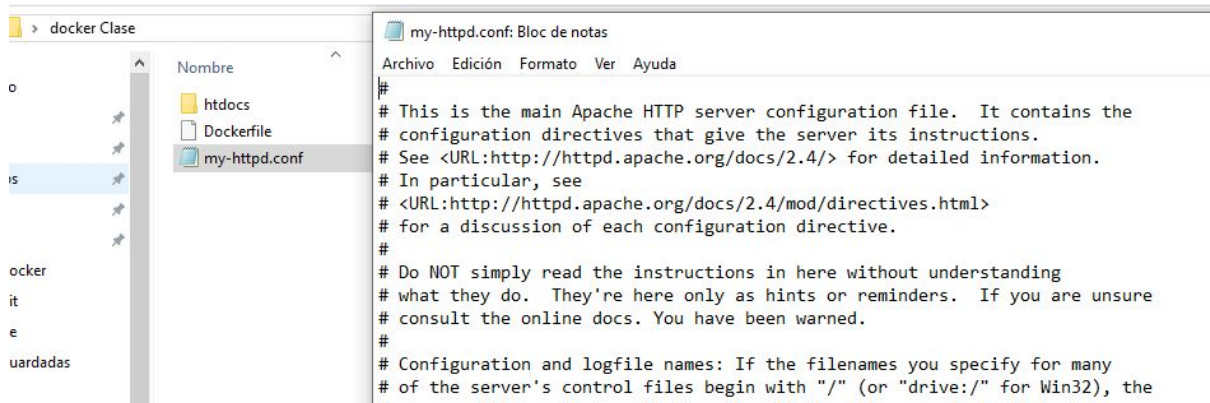 docker Clase
Nombre
htdocs
Dockerfile
my-httpd.conf
ocker
it
e
uardadas
my-httpd.conf: Bloc de notas
Archivo Edición Formato Ver Ayuda
#
# This is the main Apache HTTP server configuration file.  It contains the
# configuration directives that give the server its instructions.
# See <URL:http://httpd.apache.org/docs/2.4/> for detailed information.
# In particular, see
# <URL:http://httpd.apache.org/docs/2.4/mod/directives.html>
# for a discussion of each configuration directive.
#
# Do NOT simply read the instructions in here without understanding
# what they do.  They're here only as hints or reminders.  If you are unsure
# consult the online docs. You have been warned.
#
# Configuration and logfile names: If the filenames you specify for many
# of the server's control files begin with "/" (or "drive:/" for Win32), the